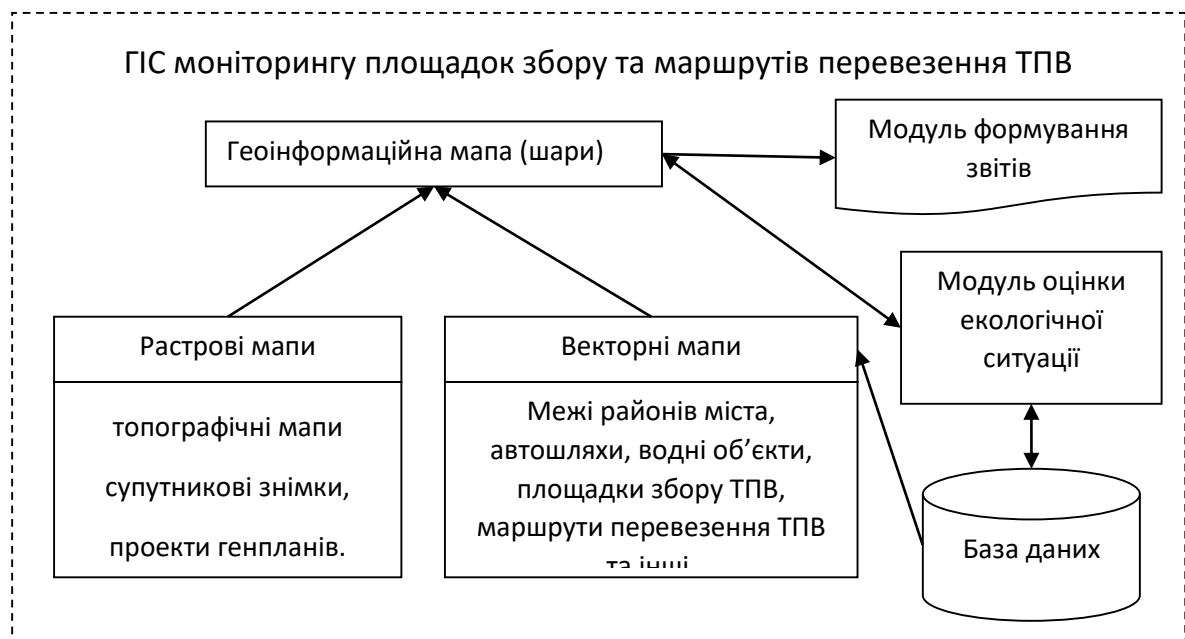 ГІС моніторингу площадок збору та маршрутів перевезення ТПВ
Геоінформаційна мапа (шари)
Модуль формування
звітів
Модуль оцінки
екологічної
ситуації
Растрові мапи
топографічні мапи
супутникові знімки,
проекти генпланів.
Векторні мапи
Межі районів міста,
автошляхи, водні об’єкти,
площадки збору ТПВ,
маршрути перевезення ТПВ
та інші
База даних